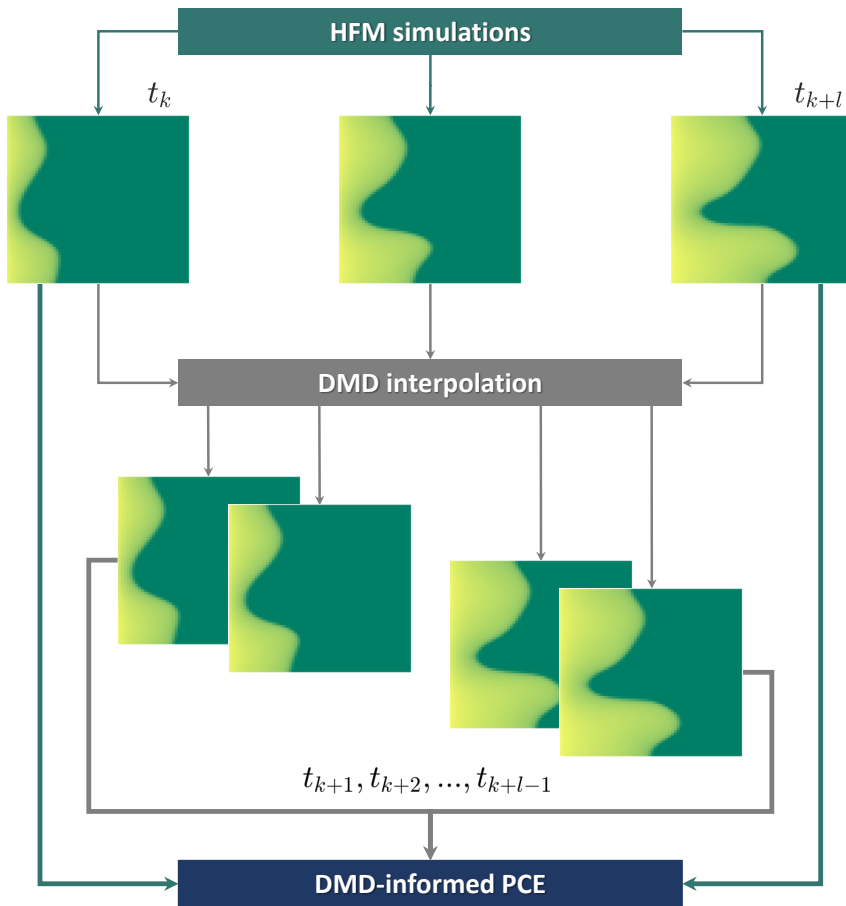 HFM simulations
t_k
t_{k+l}
DMD interpolation
t_{k+1}, t_{k+2}, ..., t_{k+l-1}
DMD-informed PCE